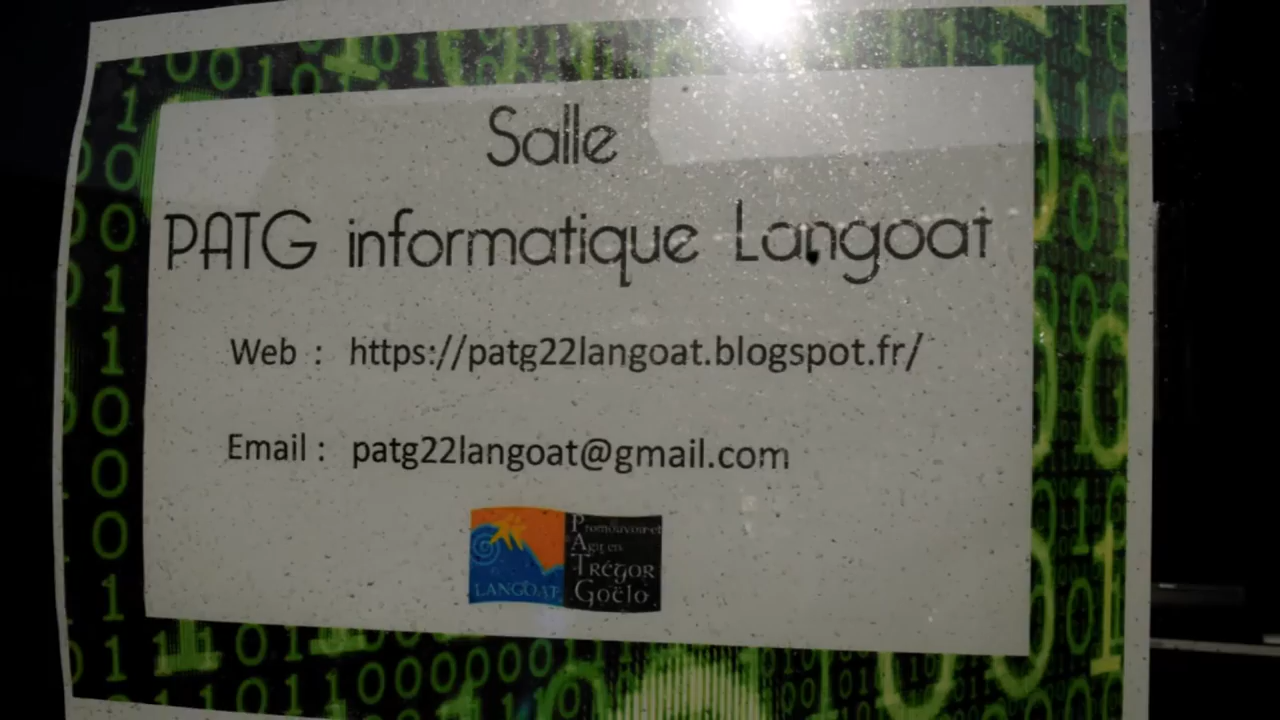 Salle
PATG informatique Langoat
Web : https://patg22langoat.blogspot.fr/
Email : patg22langoat@gmail.com
LANGOAT
Promouvoir et
Agir en
Trégor
Goëlo